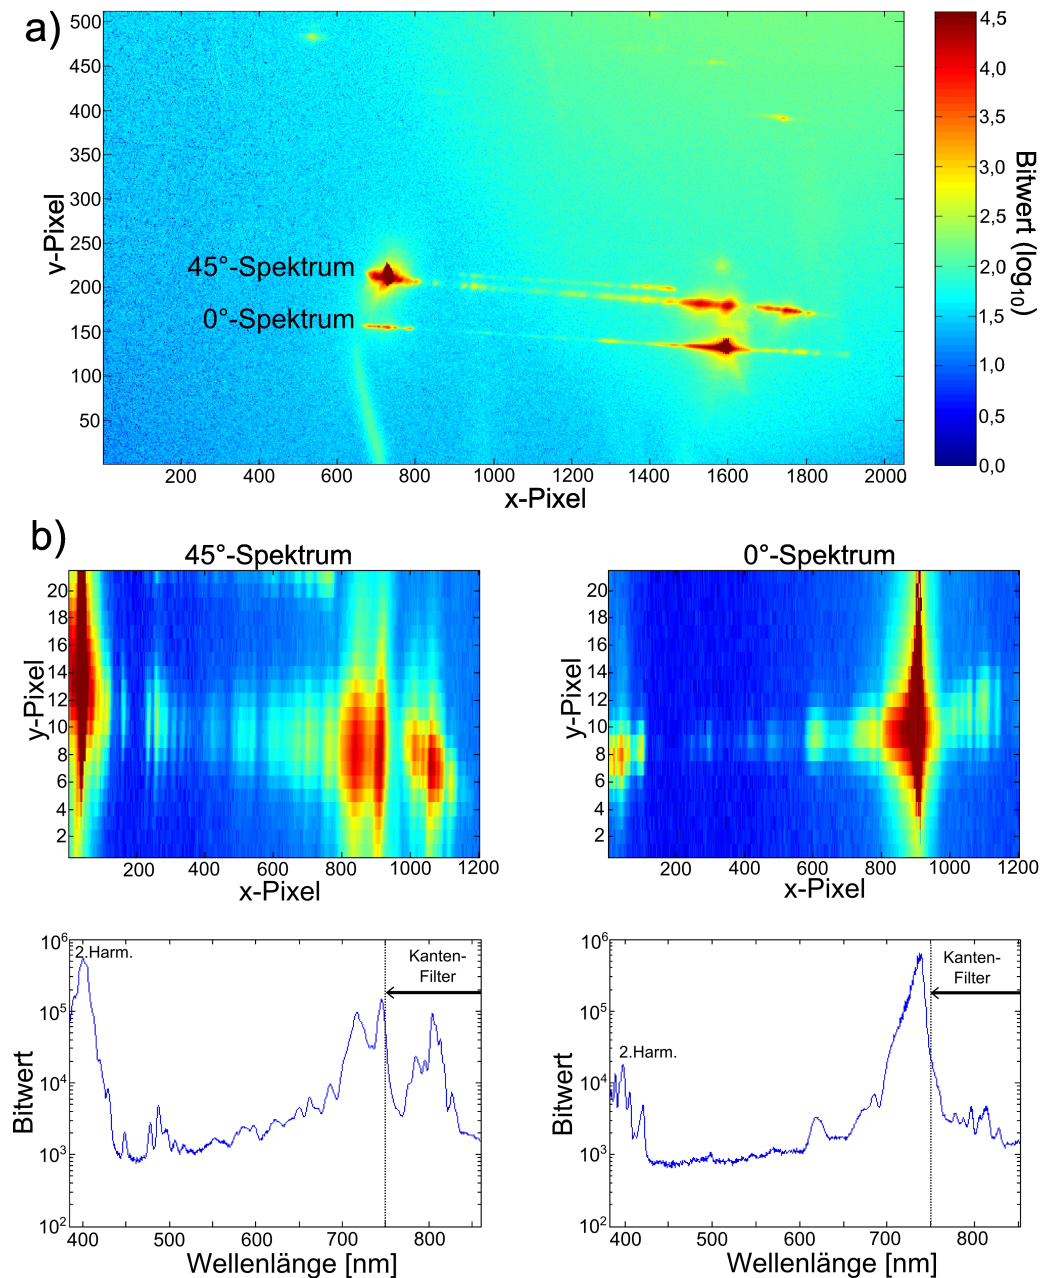 a)
500
450
400
350
300
250
200
150
100
50
y-Pixel
45°-Spektrum
0°-Spektrum
200 400 600 800 1000 1200 1400 1600 1800 2000
x-Pixel
4,5
4,0
3,5
3,0
2,5
2,0
1,5
1,0
0,5
0,0
Bitwert (log10)
b)
45°-Spektrum
20
18
16
14
12
10
8
6
4
2
y-Pixel
200 400 600 800 1000 1200
x-Pixel
0°-Spektrum
20
18
16
14
12
10
8
6
4
2
y-Pixel
200 400 600 800 1000 1200
x-Pixel
10^6
10^5
10^4
10^3
10^2
Bitwert
2.Harm.
Kanten-
Filter
400 500 600 700 800
Wellenlänge [nm]
10^6
10^5
10^4
10^3
10^2
Bitwert
2.Harm.
Kanten-
Filter
400 500 600 700 800
Wellenlänge [nm]